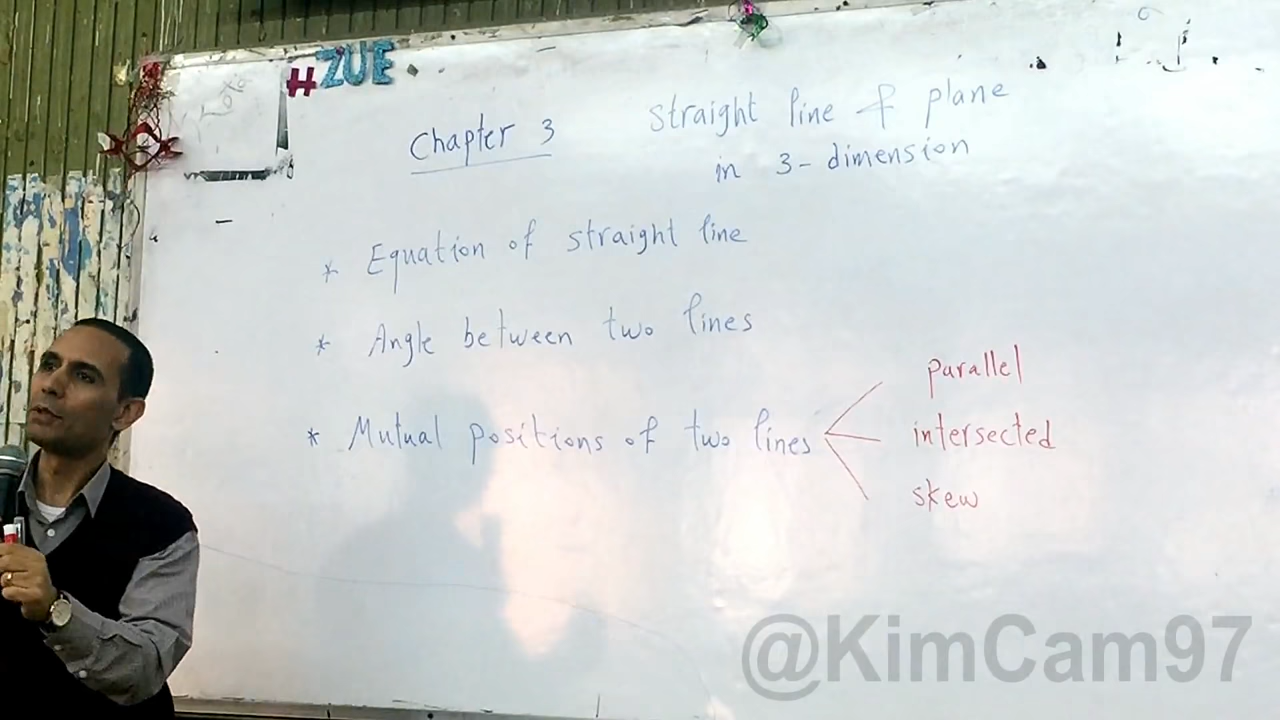 #ZUE
Chapter 3
straight line & plane
in 3-dimension
* Equation of straight line
* Angle between two lines
* Mutual positions of two lines
parallel
intersected
skew
@KimCam97